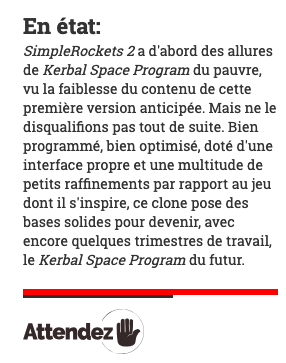 En état:
SimpleRockets 2 a d'abord des allures
de Kerbal Space Program du pauvre,
vu la faiblesse du contenu de cette
première version anticipée. Mais ne le
disqualifions pas tout de suite. Bien
programmé, bien optimisé, doté d'une
interface propre et une multitude de
petits raffinements par rapport au jeu
dont il s'inspire, ce clone pose des
bases solides pour devenir, avec
encore quelques trimestres de travail,
le Kerbal Space Program du futur.
Attendez